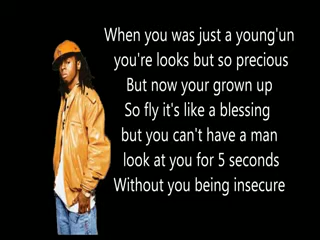 When you was just a young'un
you're looks but so precious
But now your grown up
So fly it's like a blessing
but you can't have a man
look at you for 5 seconds
Without you being insecure